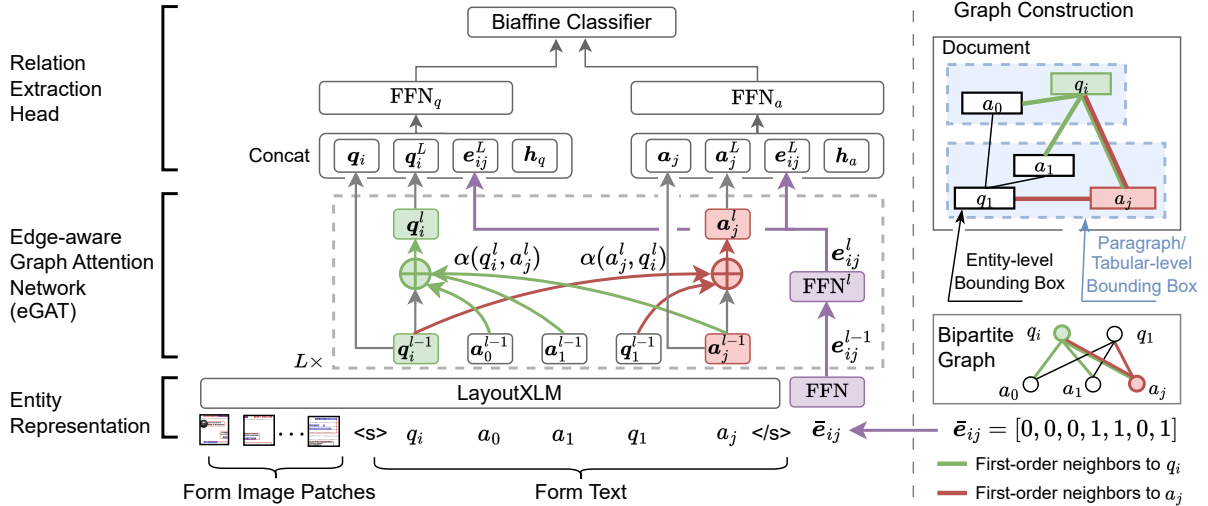 Relation
Extraction
Head
Biaffine Classifier
FFN_q
FFN_a
Concat
q_i
q_i^L
e_ij^L
h_q
a_j
a_j^L
e_ij^L
h_a
Edge-aware
Graph Attention
Network
(eGAT)
q_i^l
α(q_i^l, a_j^l)
α(a_j^l, q_i^l)
a_j^l
e_ij^l
FFN^l
e_ij^{l-1}
L×
q_i^{l-1}
a_0^{l-1}
a_1^{l-1}
q_1^{l-1}
a_j^{l-1}
Entity
Representation
LayoutXLM
FFN
··· <s> q_i a_0 a_1 q_1 a_j </s> ē_ij
Form Image Patches
Form Text
Graph Construction
Document
q_i
a_0
a_1
q_1
a_j
Entity-level
Bounding Box
Paragraph/
Tabular-level
Bounding Box
Bipartite
Graph
q_i
q_1
a_0
a_1
a_j
ē_ij = [0, 0, 0, 1, 1, 0, 1]
First-order neighbors to q_i
First-order neighbors to a_j